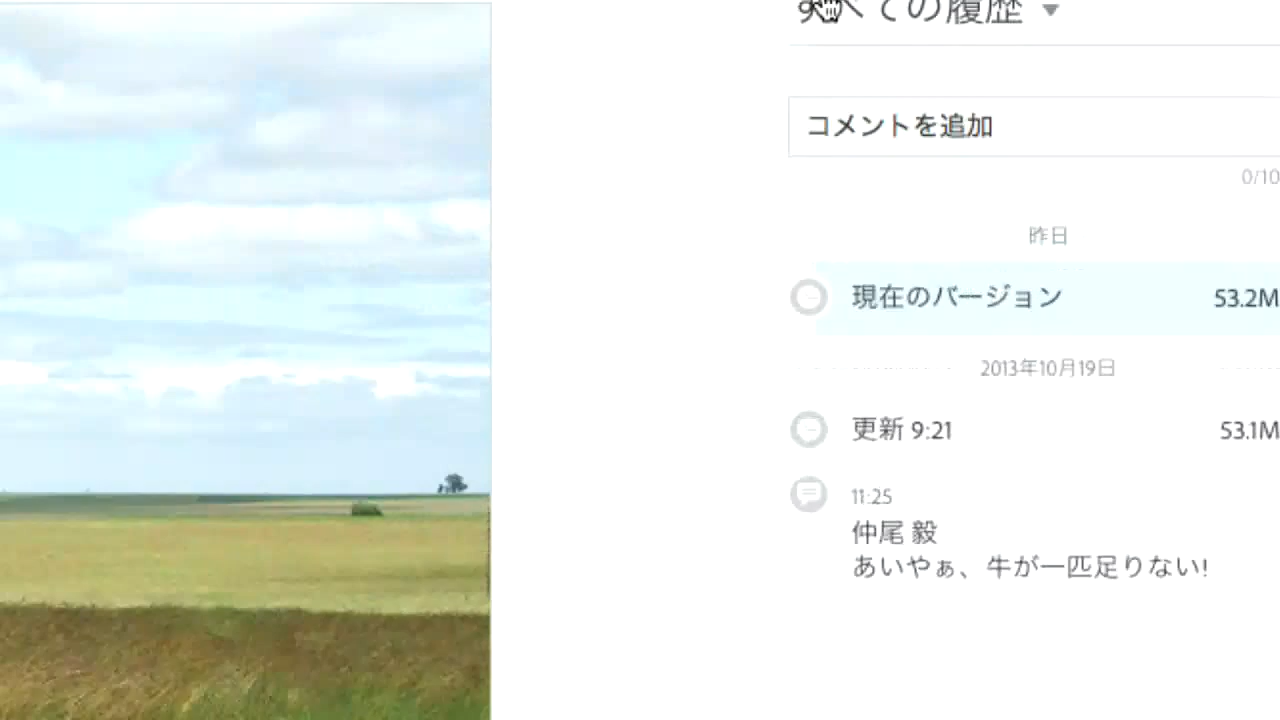 すべての履歴
コメントを追加
0/10
昨日
現在のバージョン 53.2M
2013年10月19日
更新 9:21 53.1M
11:25
仲尾 毅
あいやぁ、牛が一匹足りない!